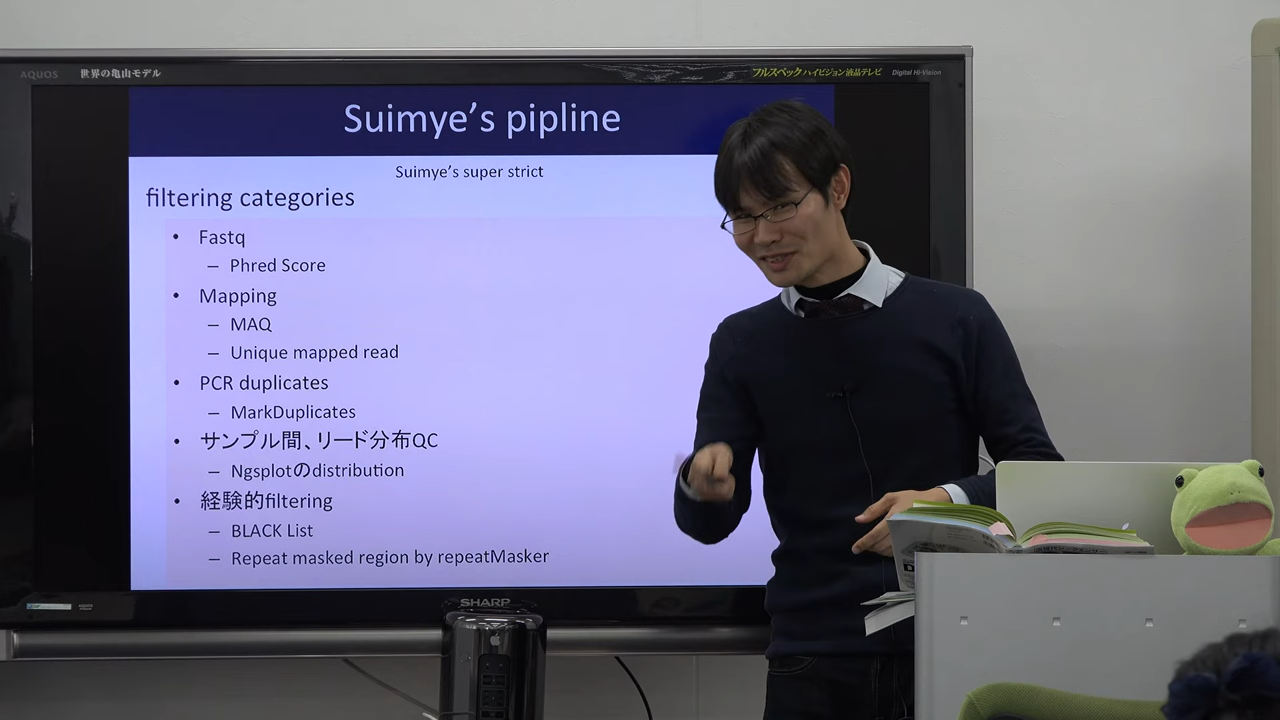 AQUOS 世界の亀山モデル フルスペックハイビジョン液晶テレビ Digital Hi-Vision
Suimye's pipline
Suimye's super strict
filtering categories
• Fastq
– Phred Score
• Mapping
– MAQ
– Unique mapped read
• PCR duplicates
– MarkDuplicates
• サンプル間、リード分布QC
– Ngsplotのdistribution
• 経験的filtering
– BLACK List
– Repeat masked region by repeatMasker
SHARP